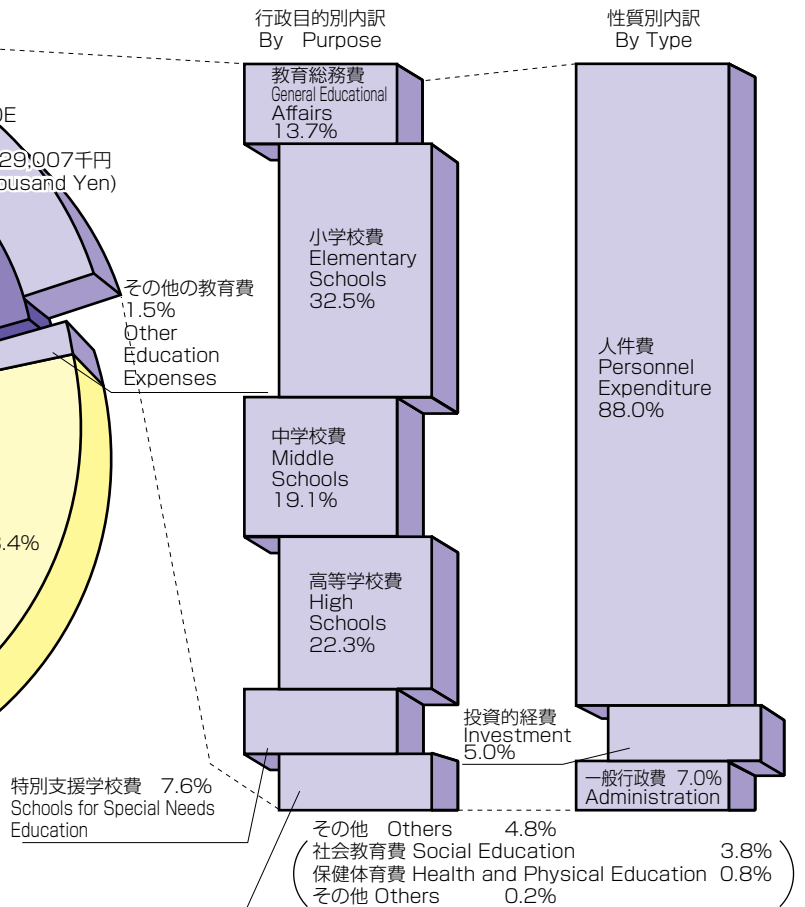 行政目的別内訳
By Purpose
性質別内訳
By Type
29,007千円
Yen)
その他の教育費
1.5%
Other
Education
Expenses
.4%
教育総務費
General Educational
Affairs
13.7%
小学校費
Elementary
Schools
32.5%
中学校費
Middle
Schools
19.1%
高等学校費
High
Schools
22.3%
特別支援学校費 7.6%
Schools for Special Needs
Education
人件費
Personnel
Expenditure
88.0%
投資的経費
Investment
5.0%
一般行政費 7.0%
Administration
その他 Others 4.8%
社会教育費 Social Education 3.8%
保健体育費 Health and Physical Education 0.8%
その他 Others 0.2%